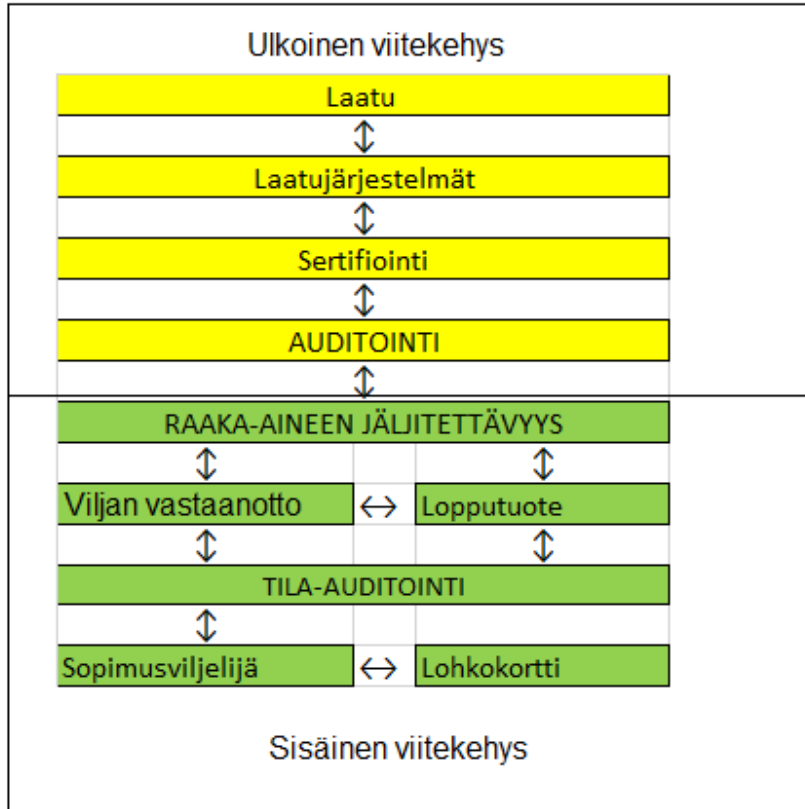 Ulkoinen viitekehys
Laatu
Laatujärjestelmät
Sertifiointi
AUDITOINTI
RAAKA-AINEEN JÄLJITETTÄVYYS
Viljan vastaanotto
Lopputuote
TILA-AUDITOINTI
Sopimusviljelijä
Lohkokortti
Sisäinen viitekehys